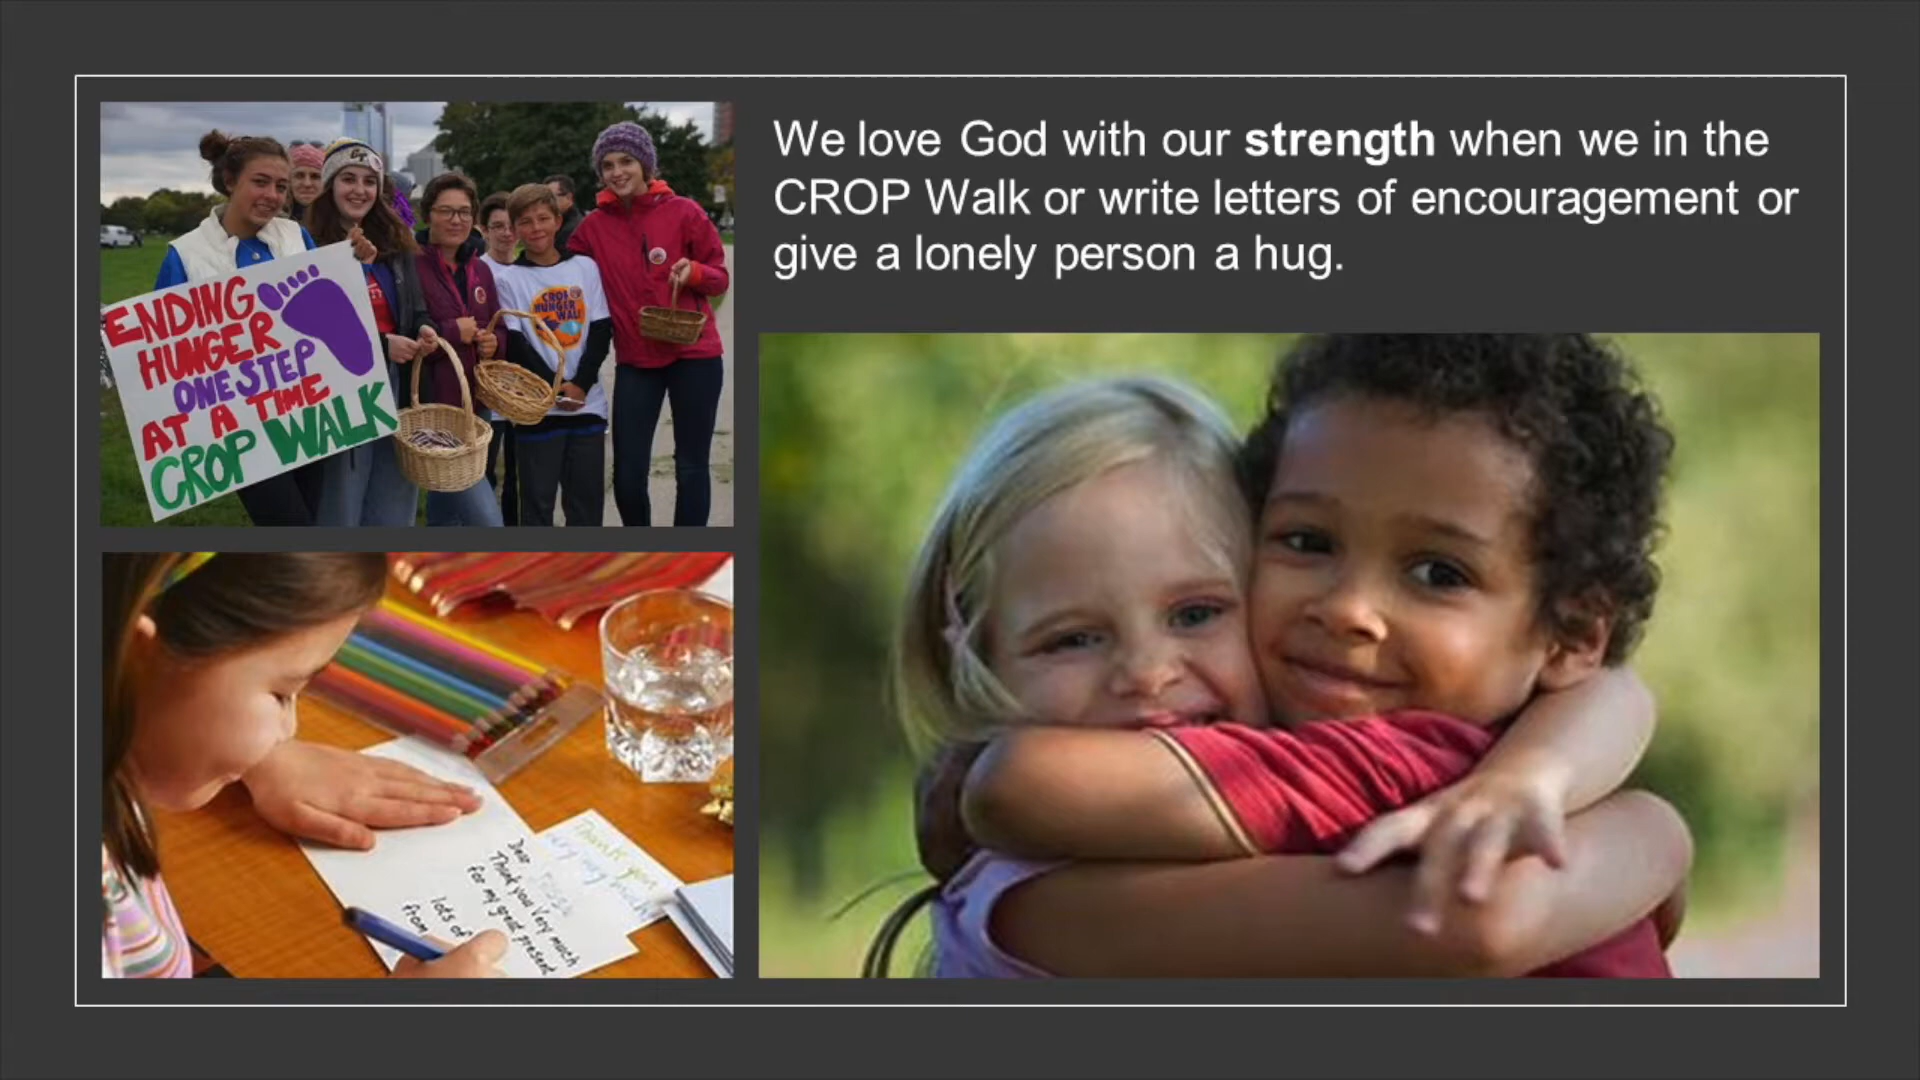 We love God with our strength when we in the
CROP Walk or write letters of encouragement or
give a lonely person a hug.
ENDING
HUNGER
ONE STEP
AT A TIME
CROP WALK
CROP
HUNGER
WALK
Thank you
very much
Dear
Thank you very much
for my great present
lots of
from